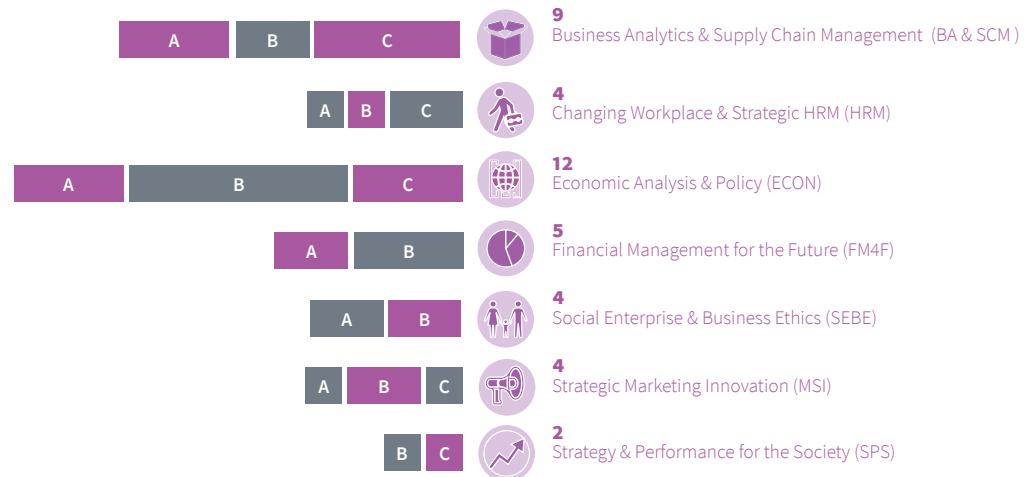 A B C
9
Business Analytics & Supply Chain Management (BA & SCM )
A B C
4
Changing Workplace & Strategic HRM (HRM)
A B C
12
Economic Analysis & Policy (ECON)
A B
5
Financial Management for the Future (FM4F)
A B
4
Social Enterprise & Business Ethics (SEBE)
A B C
4
Strategic Marketing Innovation (MSI)
B C
2
Strategy & Performance for the Society (SPS)